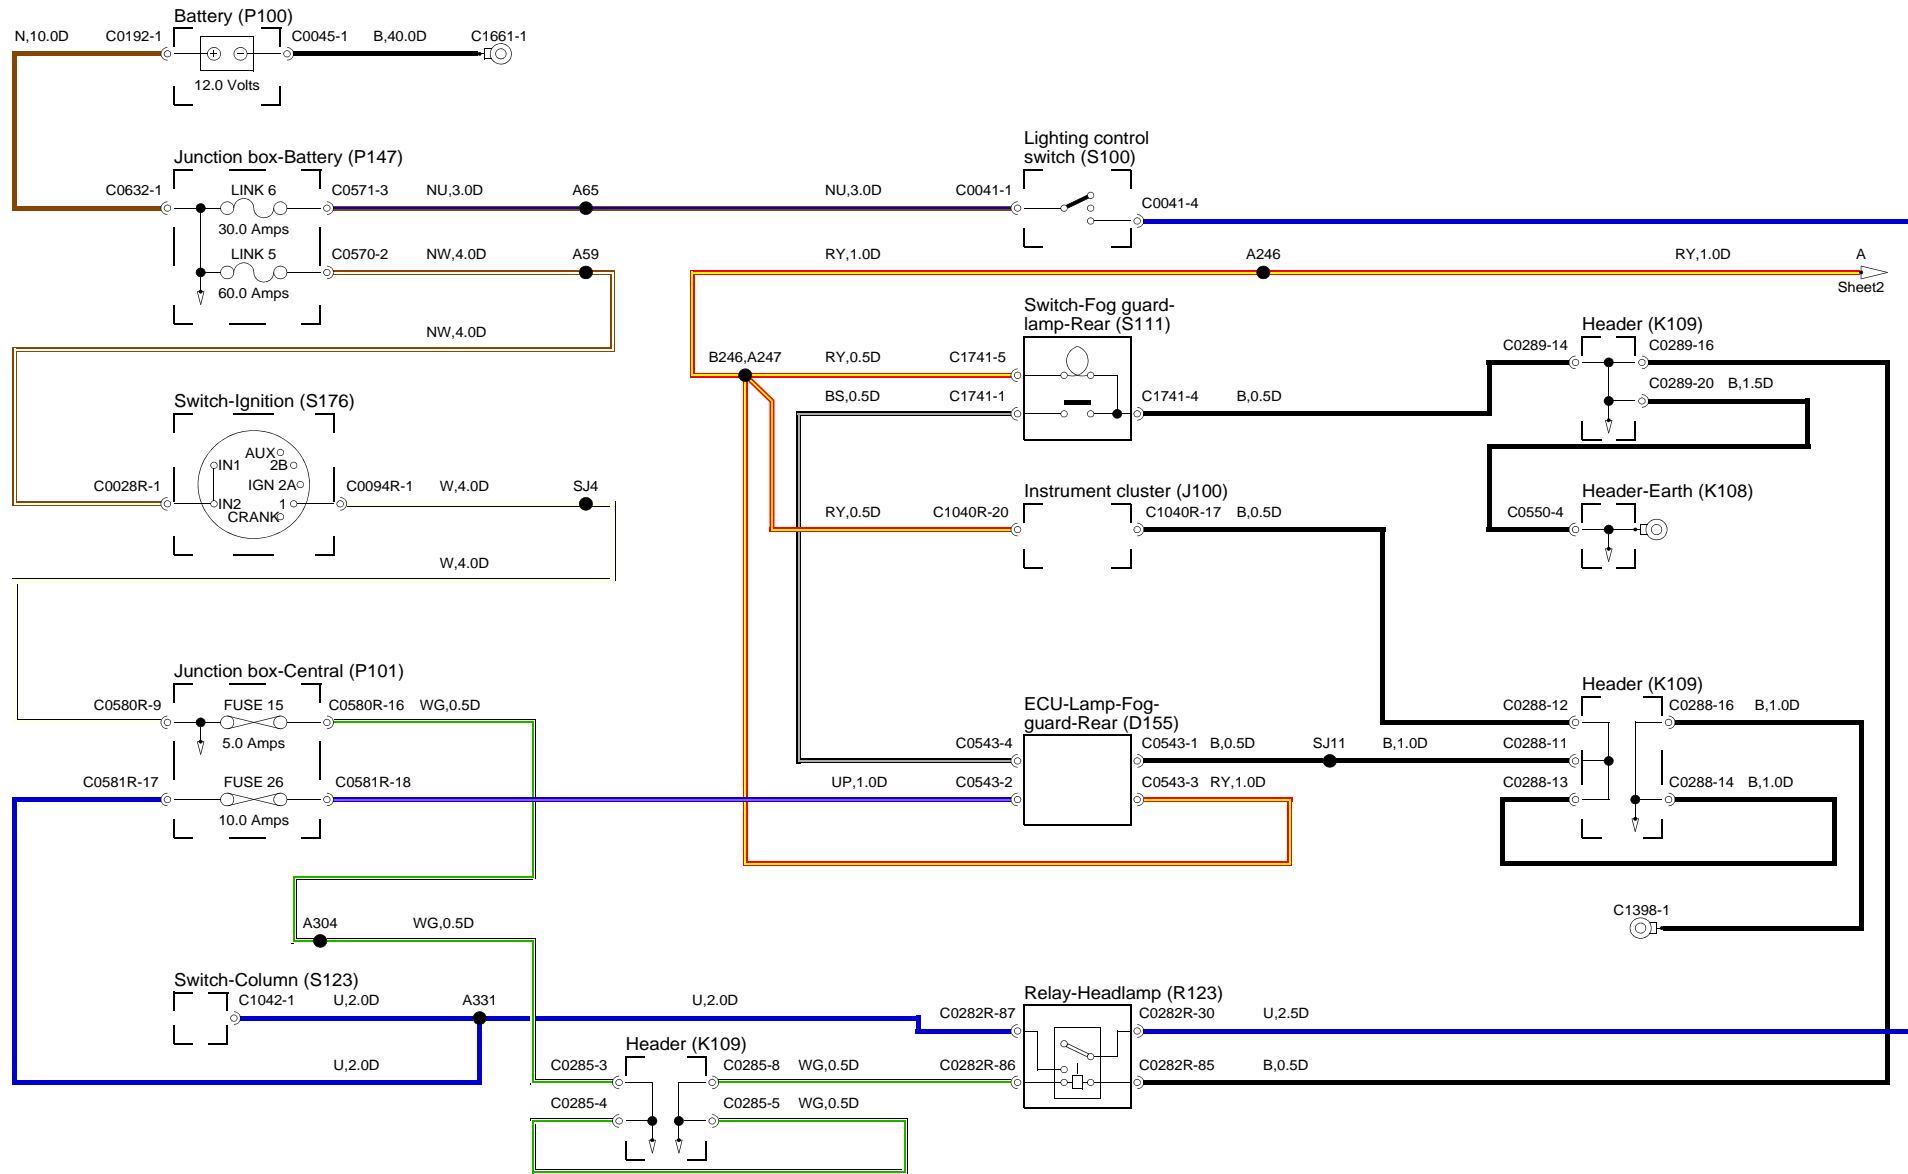 Battery (P100)
N,10.0D
C0192-1
C0045-1
B,40.0D
C1661-1
12.0 Volts
Lighting control
switch (S100)
Junction box-Battery (P147)
C0632-1
LINK 6
C0571-3
NU,3.0D
A65
NU,3.0D
C0041-1
C0041-4
30.0 Amps
LINK 5
C0570-2
NW,4.0D
A59
RY,1.0D
A246
RY,1.0D
A
60.0 Amps
Sheet2
NW,4.0D
Switch-Fog guard-
lamp-Rear (S111)
Header (K109)
B246,A247
RY,0.5D
C1741-5
C0289-14
C0289-16
BS,0.5D
C1741-1
C1741-4
B,0.5D
C0289-20
B,1.5D
Switch-Ignition (S176)
AUX
IN1
2B
IGN 2A
C0028R-1
IN2
1
CRANK
C0094R-1
W,4.0D
SJ4
Instrument cluster (J100)
Header-Earth (K108)
RY,0.5D
C1040R-20
C1040R-17
B,0.5D
C0550-4
W,4.0D
Junction box-Central (P101)
C0580R-9
FUSE 15
C0580R-16
WG,0.5D
5.0 Amps
ECU-Lamp-Fog-
guard-Rear (D155)
Header (K109)
C0288-12
C0288-16
B,1.0D
C0543-4
C0543-1
B,0.5D
SJ11
B,1.0D
C0288-11
C0581R-17
FUSE 26
C0581R-18
UP,1.0D
C0543-2
C0543-3
RY,1.0D
C0288-13
C0288-14
B,1.0D
10.0 Amps
A304
WG,0.5D
C1398-1
Switch-Column (S123)
C1042-1
U,2.0D
A331
U,2.0D
Relay-Headlamp (R123)
C0282R-87
C0282R-30
U,2.5D
Header (K109)
U,2.0D
C0285-3
C0285-8
WG,0.5D
C0282R-86
C0282R-85
B,0.5D
C0285-4
C0285-5
WG,0.5D